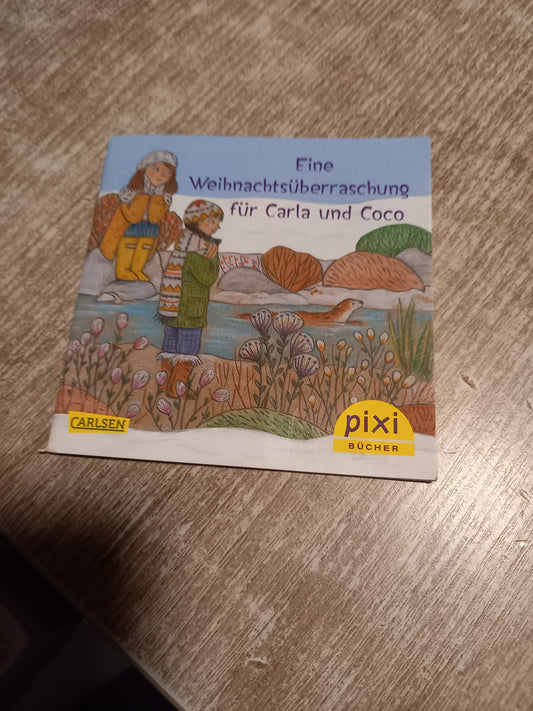 Eine
Weihnachtsüberraschung
für Carla und Coco
CARLSEN
pixi
BÜCHER